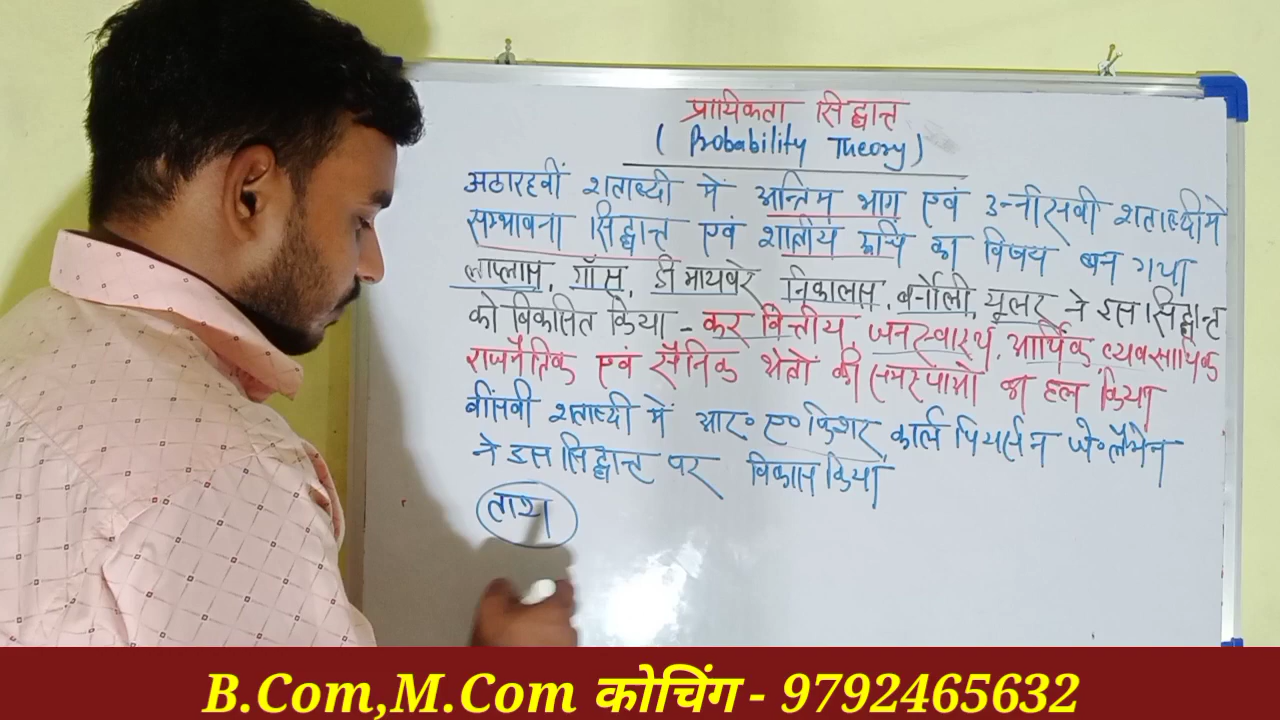 प्रायिकता सिद्धान्त
( Probability Theory )
अठारहवीं शताब्दी में अन्तिम भाग एवं उन्नीसवी शताब्दी में
सम्भावना सिद्धान्त एवं शालीय रूचि का विषय बन गया
लाप्लास, गॉस, डी मायवरे निकालस, बर्नोली, यूलर ने इस सिद्धान्त
को विकसित किया - कर वित्तीय, जनस्वास्थ, आर्थिक, व्यवसायिक
राजनैतिक एवं सैनिक क्षेत्रों की समस्याओ का हल किया
बीसवी शताब्दी में आर० ए० फिशर कार्ल पियर्सन जे०
ने इस सिद्धान्त पर विकास किया
ताश
B.Com,M.Com कोचिंग - 9792465632